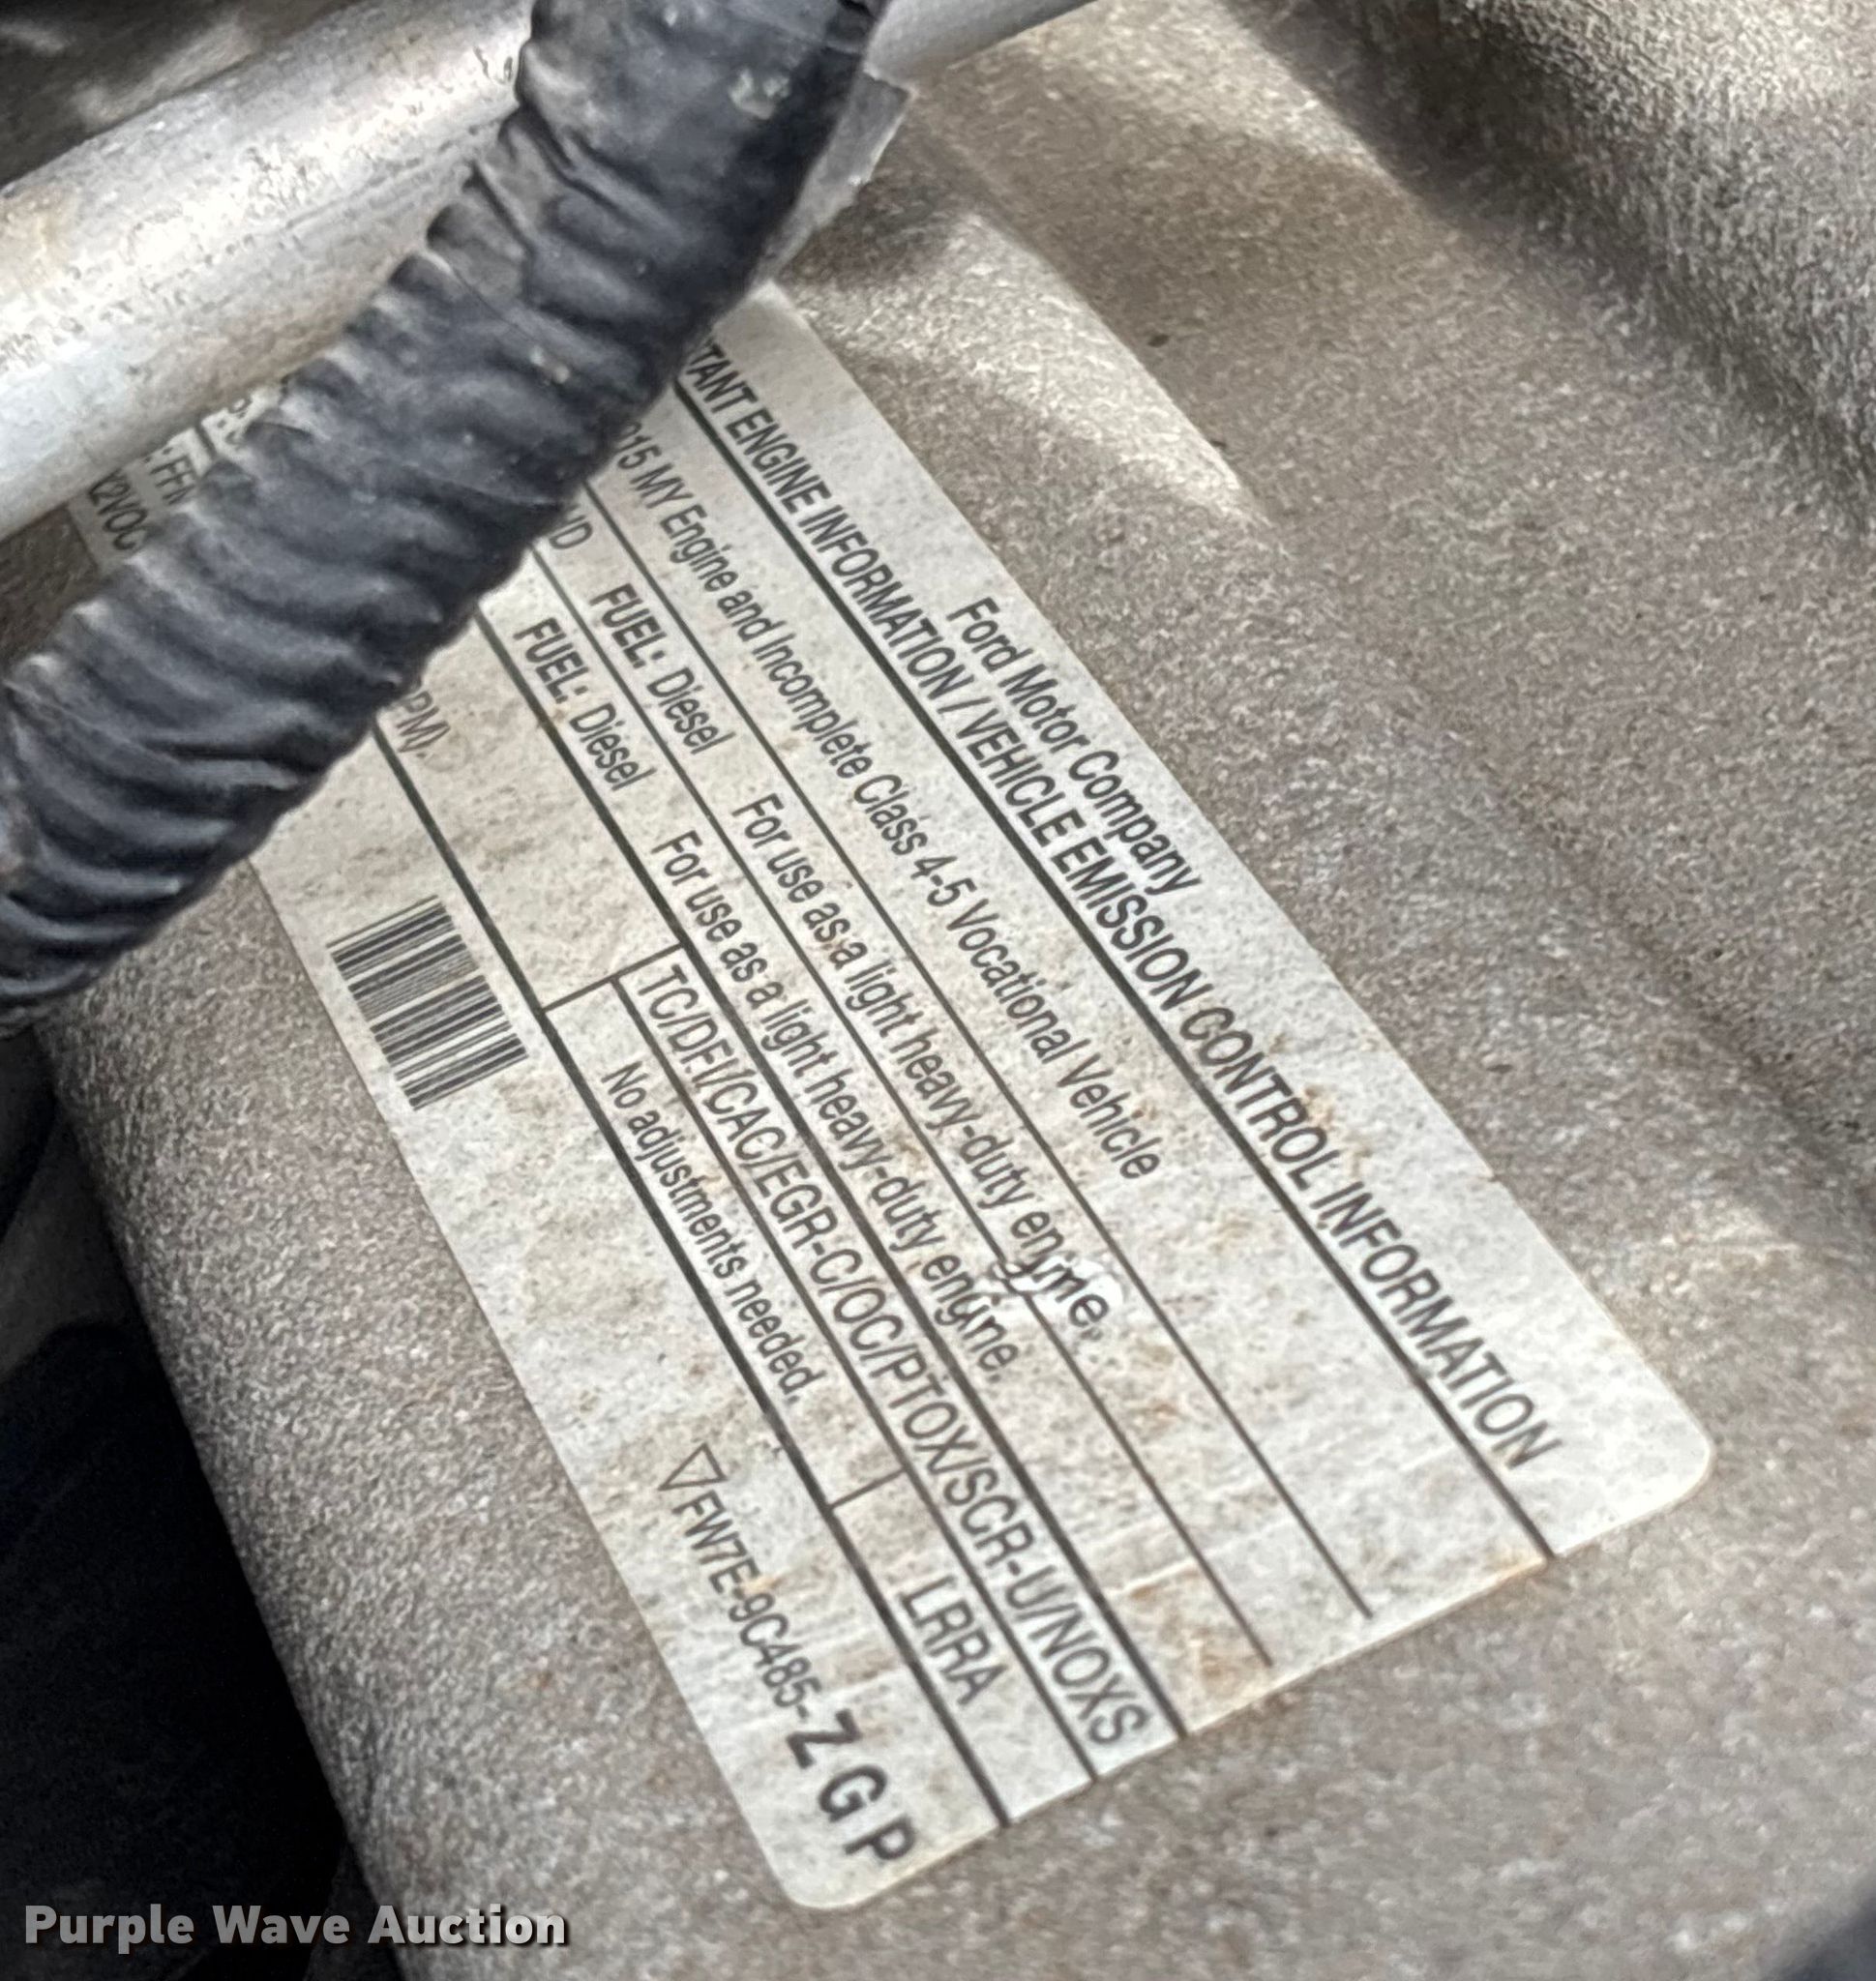 Ford Motor Company
TANT ENGINE INFORMATION / VEHICLE EMISSION CONTROL INFORMATION
015 MY Engine and Incomplete Class 4-5 Vocational Vehicle
FUEL: Diesel For use as a light heavy-duty engine.
FUEL: Diesel For use as a light heavy-duty engine.
TC/DFI/CAC/EGR-C/OC/PTOX/SCR-U/NOXS
PM). No adjustments needed. LRRA
FW7E-9C485-ZGP
Purple Wave Auction